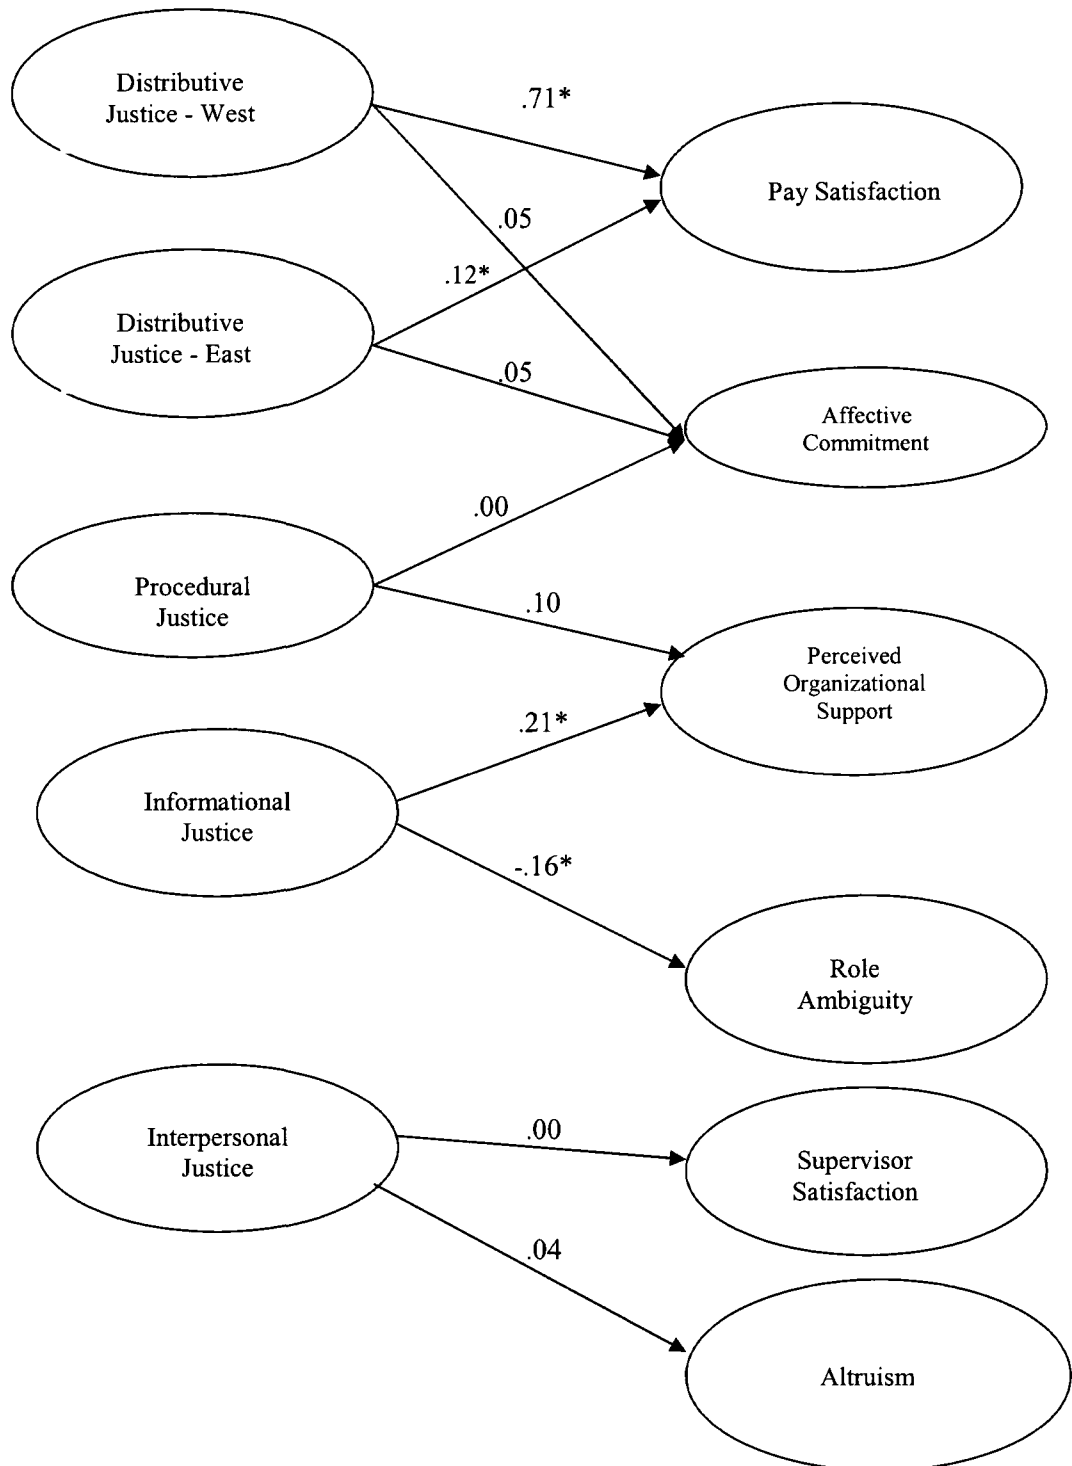 Distributive
Justice - West
.71*
Pay Satisfaction
.05
.12*
Distributive
Justice - East
.05
Affective
Commitment
.00
Procedural
Justice
.10
Perceived
Organizational
Support
.21*
Informational
Justice
-.16*
Role
Ambiguity
Interpersonal
Justice
.00
Supervisor
Satisfaction
.04
Altruism